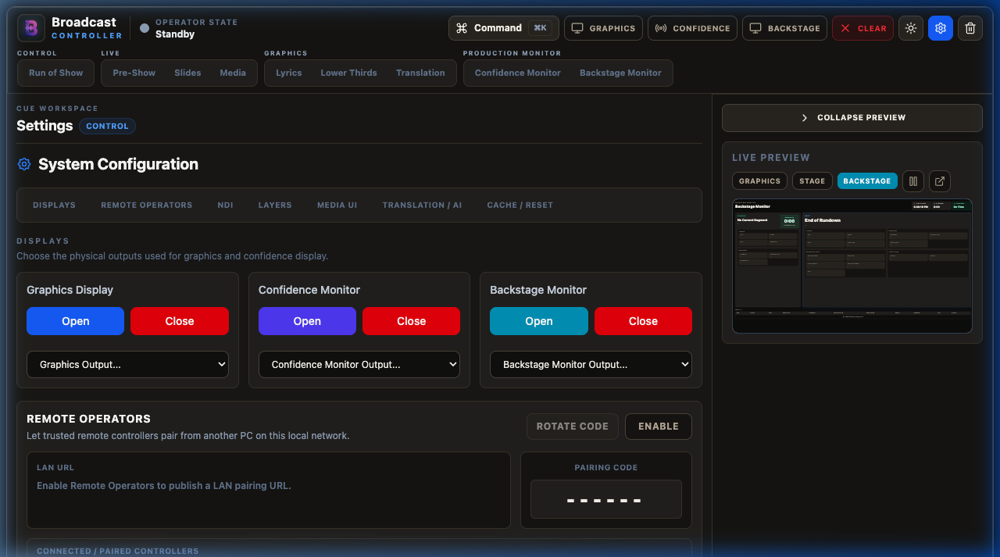 Broadcast
CONTROLLER
OPERATOR STATE
Standby
Command ⌘K
GRAPHICS
CONFIDENCE
BACKSTAGE
CLEAR
CONTROL
LIVE
GRAPHICS
PRODUCTION MONITOR
Run of Show
Pre-Show
Slides
Media
Lyrics
Lower Thirds
Translation
Confidence Monitor
Backstage Monitor
CUE WORKSPACE
Settings CONTROL
System Configuration
DISPLAYS
REMOTE OPERATORS
NDI
LAYERS
MEDIA UI
TRANSLATION / AI
CACHE / RESET
DISPLAYS
Choose the physical outputs used for graphics and confidence display.
Graphics Display
Open
Close
Graphics Output...
Confidence Monitor
Open
Close
Confidence Monitor Output...
Backstage Monitor
Open
Close
Backstage Monitor Output...
REMOTE OPERATORS
Let trusted remote controllers pair from another PC on this local network.
ROTATE CODE
ENABLE
LAN URL
Enable Remote Operators to publish a LAN pairing URL.
PAIRING CODE
------
CONNECTED / PAIRED CONTROLLERS
COLLAPSE PREVIEW
LIVE PREVIEW
GRAPHICS
STAGE
BACKSTAGE
Backstage Monitor
No Current Segment
0:00
End of Rundown
On Time